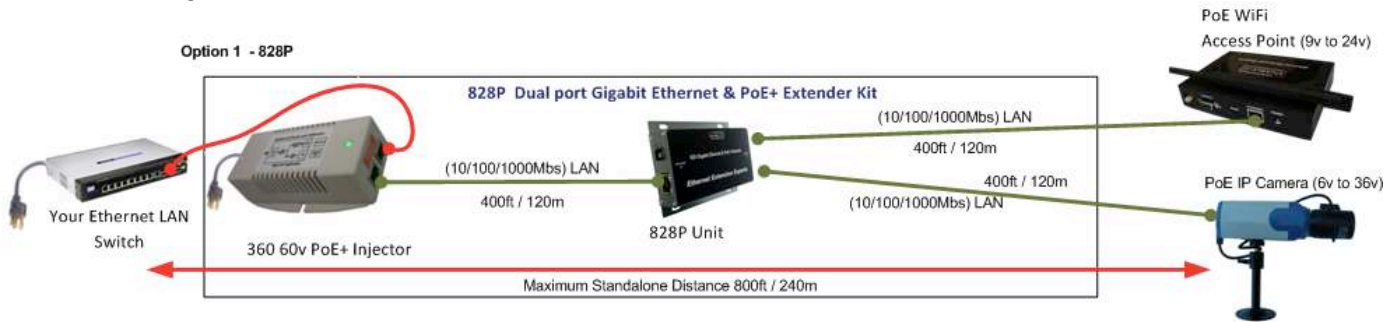 PoE WiFi
Access Point (9v to 24v)
Option 1 - 828P
828P Dual port Gigabit Ethernet & PoE+ Extender Kit
(10/100/1000Mbs) LAN
400ft / 120m
(10/100/1000Mbs) LAN
400ft / 120m
400ft / 120m
(10/100/1000Mbs) LAN
PoE IP Camera (6v to 36v)
Ethernet Extension Experts
Your Ethernet LAN
Switch
828P Unit
360 60v PoE+ Injector
Maximum Standalone Distance 800ft / 240m